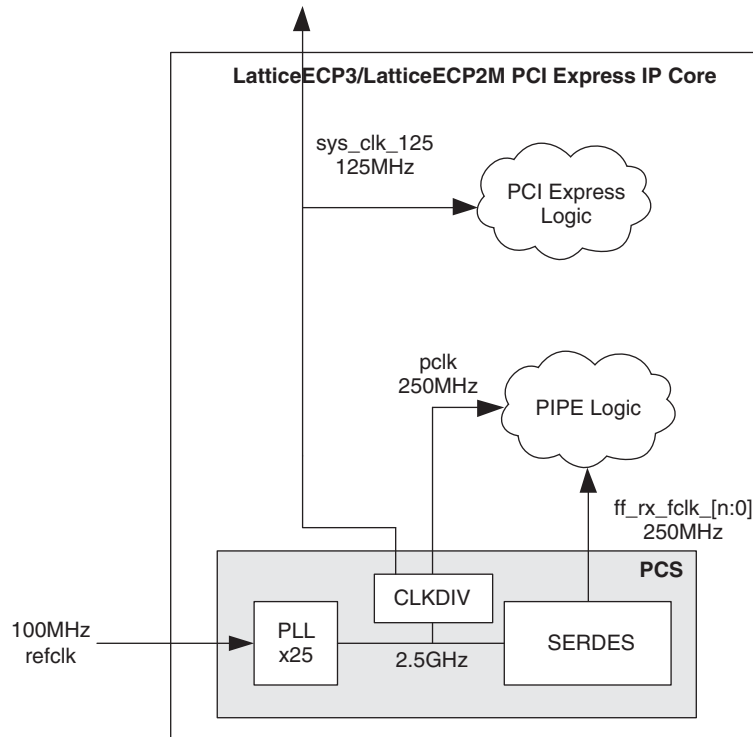 LatticeECP3/LatticeECP2M PCI Express IP Core
sys_clk_125
125MHz
PCI Express
Logic
pclk
250MHz
PIPE Logic
ff_rx_fclk_[n:0]
250MHz
PCS
CLKDIV
100MHz
refclk
PLL
x25
2.5GHz
SERDES